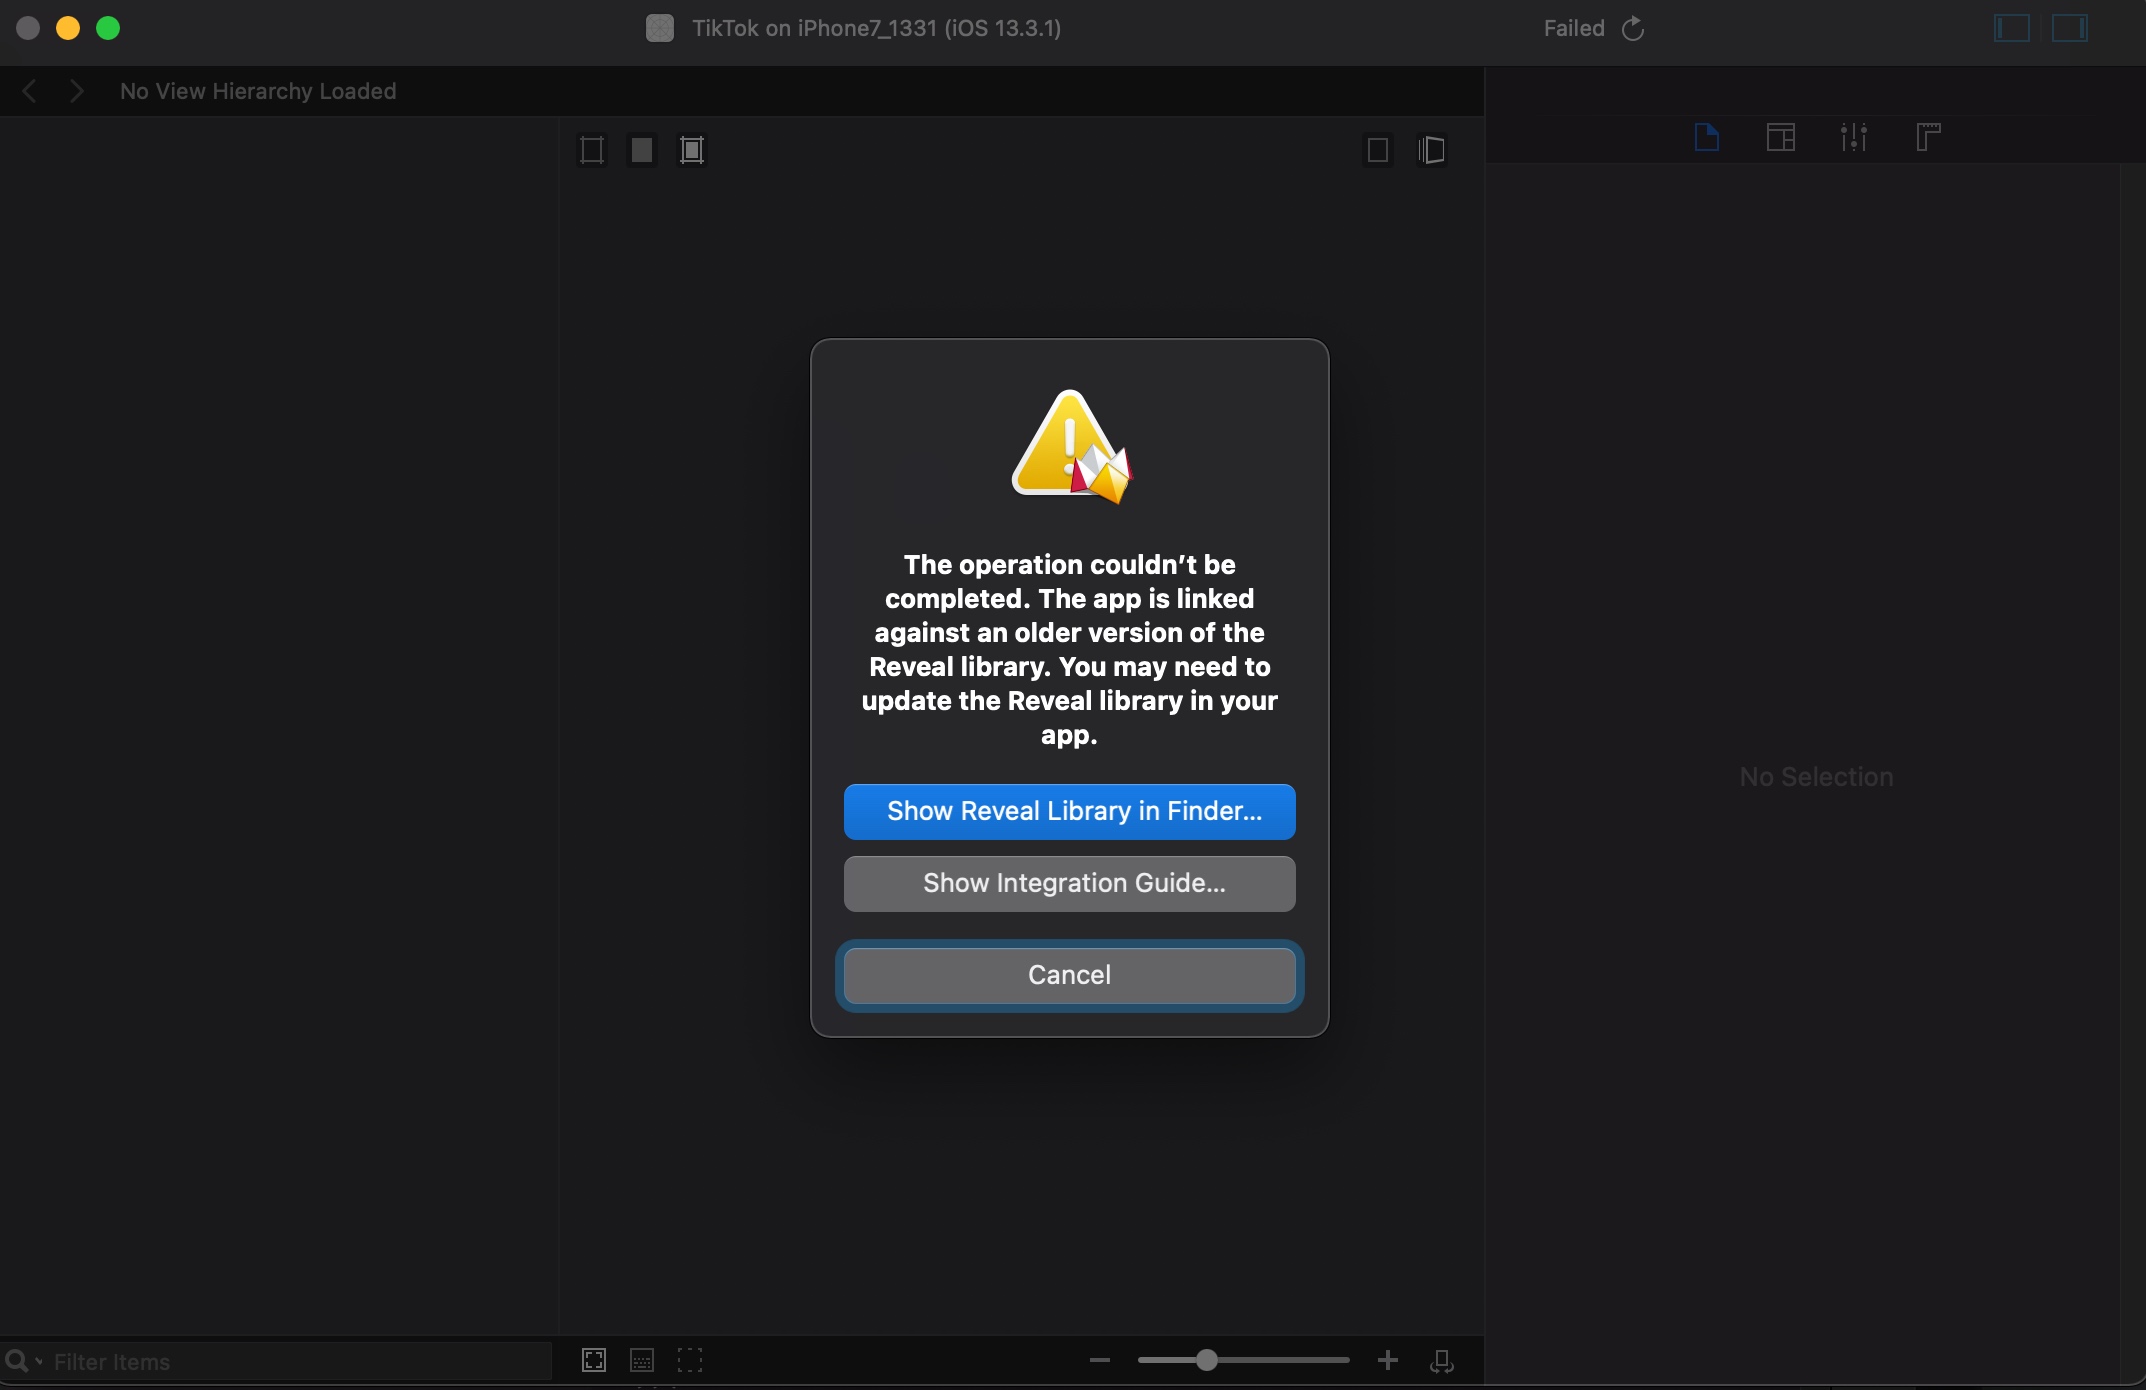 TikTok on iPhone7_1331 (iOS 13.3.1)
Failed
No View Hierarchy Loaded
The operation couldn’t be
completed. The app is linked
against an older version of the
Reveal library. You may need to
update the Reveal library in your
app.
Show Reveal Library in Finder...
Show Integration Guide...
Cancel
No Selection
Filter Items